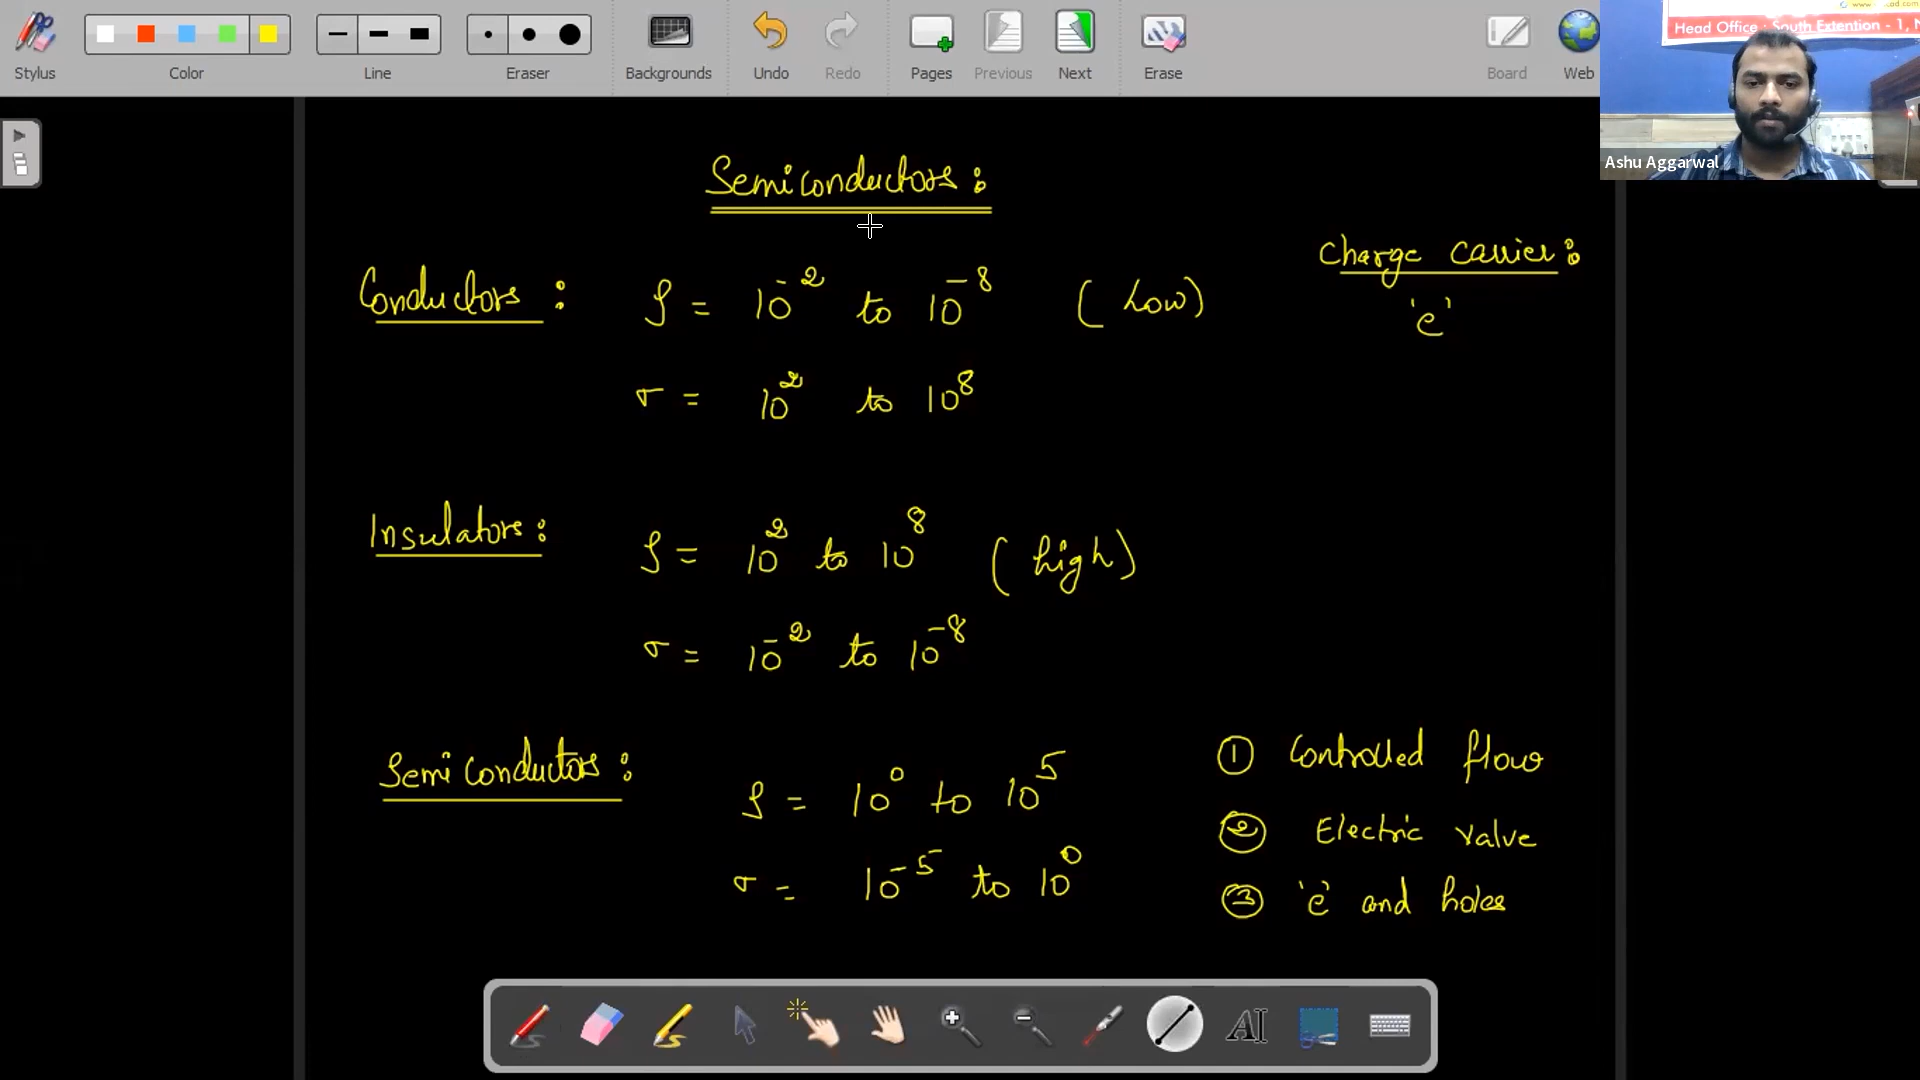 Stylus
Color
Line
Eraser
Backgrounds
Undo
Redo
Pages
Previous
Next
Erase
Board
Web
Head Office : South Extention - 1, N
Ashu Aggarwal
Semiconductors:
Charge carrier:
'e'
Conductors: ρ = 10⁻² to 10⁻⁸ (Low)
σ = 10² to 10⁸
Insulators: ρ = 10² to 10⁸ (high)
σ = 10⁻² to 10⁻⁸
Semiconductors: ρ = 10⁰ to 10⁵
σ = 10⁻⁵ to 10⁰
① Controlled flow
② Electric valve
③ 'e' and holes
AI